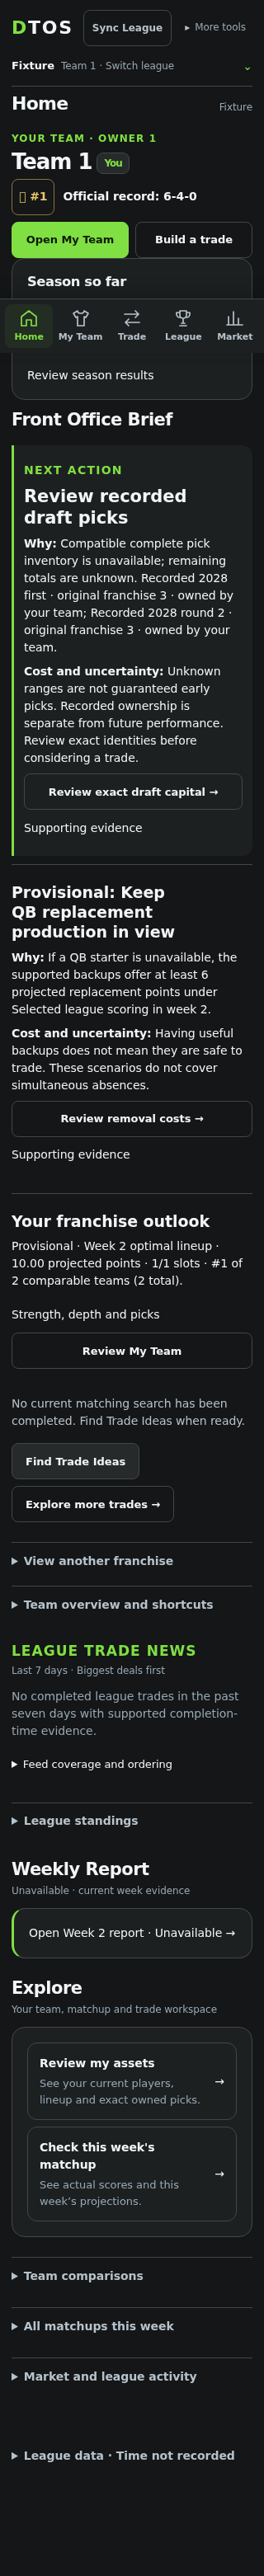 DTOS
Sync League
▸ More tools
Fixture Team 1 · Switch league
Home
Fixture
YOUR TEAM · OWNER 1
Team 1 You
#1 Official record: 6-4-0
Open My Team
Build a trade
Season so far
Home
My Team
Trade
League
Market
Review season results
Front Office Brief
NEXT ACTION
Review recorded
draft picks
Why: Compatible complete pick
inventory is unavailable; remaining
totals are unknown. Recorded 2028
first · original franchise 3 · owned by
your team; Recorded 2028 round 2 ·
original franchise 3 · owned by your
team.
Cost and uncertainty: Unknown
ranges are not guaranteed early
picks. Recorded ownership is
separate from future performance.
Review exact identities before
considering a trade.
Review exact draft capital →
Supporting evidence
Provisional: Keep
QB replacement
production in view
Why: If a QB starter is unavailable, the
supported backups offer at least 6
projected replacement points under
Selected league scoring in week 2.
Cost and uncertainty: Having useful
backups does not mean they are safe to
trade. These scenarios do not cover
simultaneous absences.
Review removal costs →
Supporting evidence
Your franchise outlook
Provisional · Week 2 optimal lineup ·
10.00 projected points · 1/1 slots · #1 of
2 comparable teams (2 total).
Strength, depth and picks
Review My Team
No current matching search has been
completed. Find Trade Ideas when ready.
Find Trade Ideas
Explore more trades →
▸ View another franchise
▸ Team overview and shortcuts
LEAGUE TRADE NEWS
Last 7 days · Biggest deals first
No completed league trades in the past
seven days with supported completion-
time evidence.
▸ Feed coverage and ordering
▸ League standings
Weekly Report
Unavailable · current week evidence
Open Week 2 report · Unavailable →
Explore
Your team, matchup and trade workspace
Review my assets
See your current players,
lineup and exact owned picks.
→
Check this week's
matchup
See actual scores and this
week’s projections.
→
▸ Team comparisons
▸ All matchups this week
▸ Market and league activity
▸ League data · Time not recorded